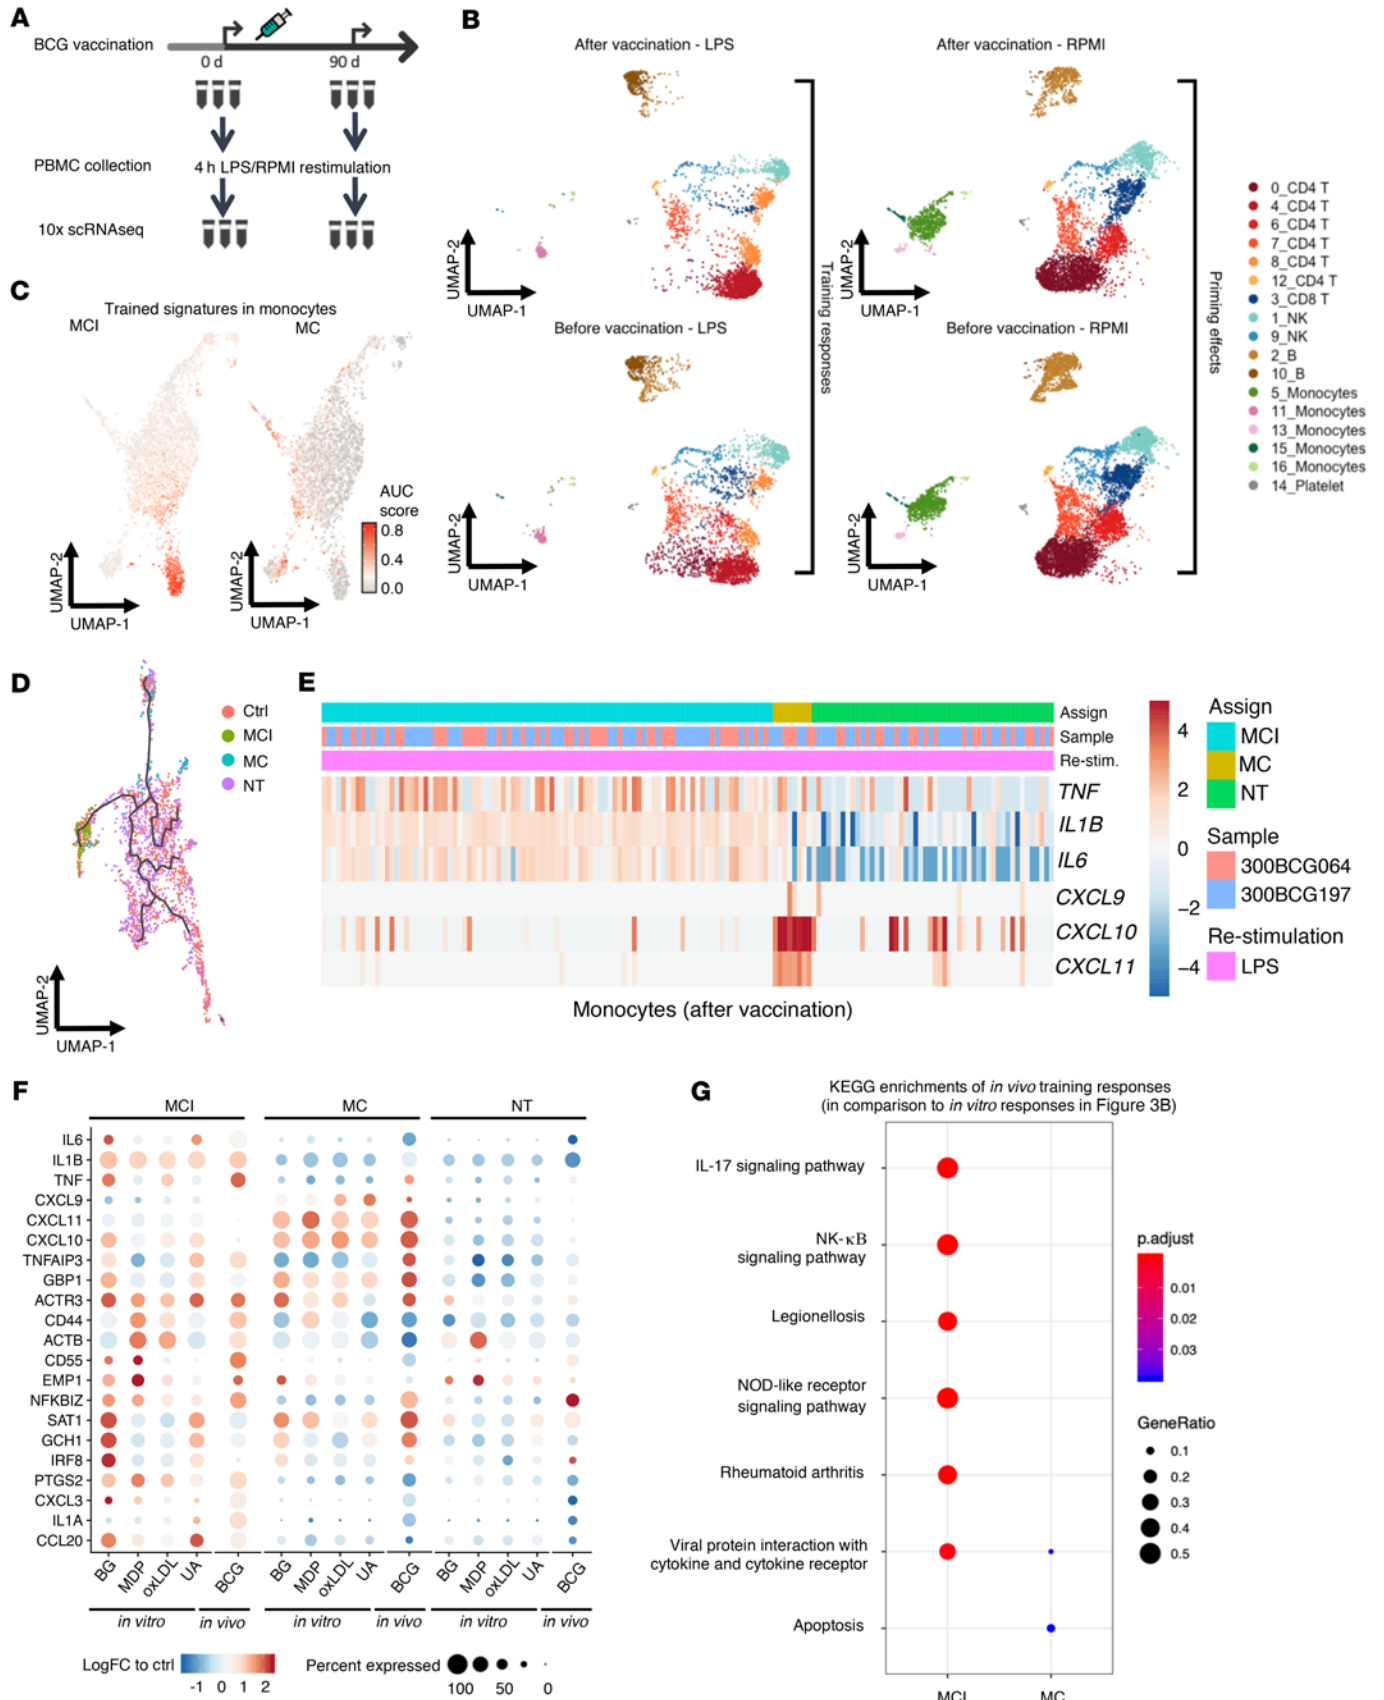 A
BCG vaccination
0 d
90 d
PBMC collection
4 h LPS/RPMI restimulation
10x scRNAseq
B
After vaccination - LPS
After vaccination - RPMI
UMAP-2
UMAP-1
UMAP-2
UMAP-1
Before vaccination - LPS
Before vaccination - RPMI
UMAP-2
UMAP-1
UMAP-2
UMAP-1
Training responses
Priming effects
0_CD4 T
4_CD4 T
6_CD4 T
7_CD4 T
8_CD4 T
12_CD4 T
3_CD8 T
1_NK
9_NK
2_B
10_B
5_Monocytes
11_Monocytes
13_Monocytes
15_Monocytes
16_Monocytes
14_Platelet
C
Trained signatures in monocytes
MCI
MC
AUC
score
0.8
0.4
0.0
UMAP-2
UMAP-1
UMAP-2
UMAP-1
D
Ctrl
MCI
MC
NT
UMAP-2
UMAP-1
E
Assign
Sample
Re-stim.
TNF
IL1B
IL6
CXCL9
CXCL10
CXCL11
Monocytes (after vaccination)
4
2
0
−2
−4
Assign
MCI
MC
NT
Sample
300BCG064
300BCG197
Re-stimulation
LPS
F
MCI
MC
NT
IL6
IL1B
TNF
CXCL9
CXCL11
CXCL10
TNFAIP3
GBP1
ACTR3
CD44
ACTB
CD55
EMP1
NFKBIZ
SAT1
GCH1
IRF8
PTGS2
CXCL3
IL1A
CCL20
BG
MDP
oxLDL
UA
BCG
BG
MDP
oxLDL
UA
BCG
BG
MDP
oxLDL
UA
BCG
in vitro
in vivo
in vitro
in vivo
in vitro
in vivo
LogFC to ctrl
-1 0 1 2
Percent expressed
100 50 0
G
KEGG enrichments of in vivo training responses
(in comparison to in vitro responses in Figure 3B)
IL-17 signaling pathway
NK-κB
signaling pathway
Legionellosis
NOD-like receptor
signaling pathway
Rheumatoid arthritis
Viral protein interaction with
cytokine and cytokine receptor
Apoptosis
MCI
MC
p.adjust
0.01
0.02
0.03
GeneRatio
0.1
0.2
0.3
0.4
0.5